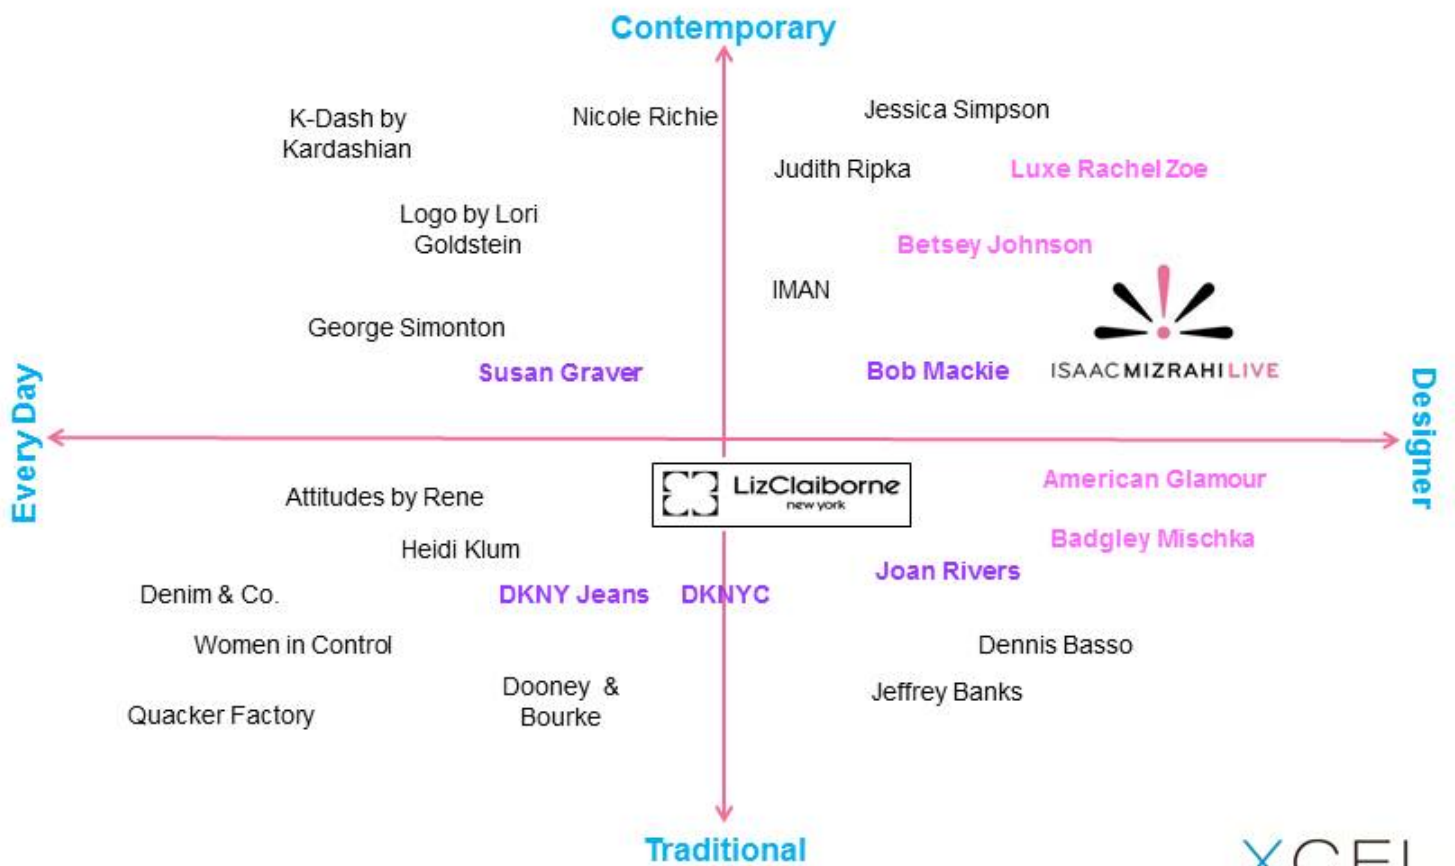 Contemporary
K-Dash by
Kardashian
Nicole Richie
Jessica Simpson
Judith Ripka
Luxe Rachel Zoe
Logo by Lori
Goldstein
Betsey Johnson
IMAN
George Simonton
Susan Graver
Bob Mackie
ISAACMIZRAHILIVE
Every Day
Designer
Attitudes by Rene
LizClaiborne
new york
American Glamour
Heidi Klum
Badgley Mischka
Joan Rivers
Denim & Co.
DKNY Jeans
DKNYC
Women in Control
Dennis Basso
Dooney &
Bourke
Jeffrey Banks
Quacker Factory
Traditional
XCEL